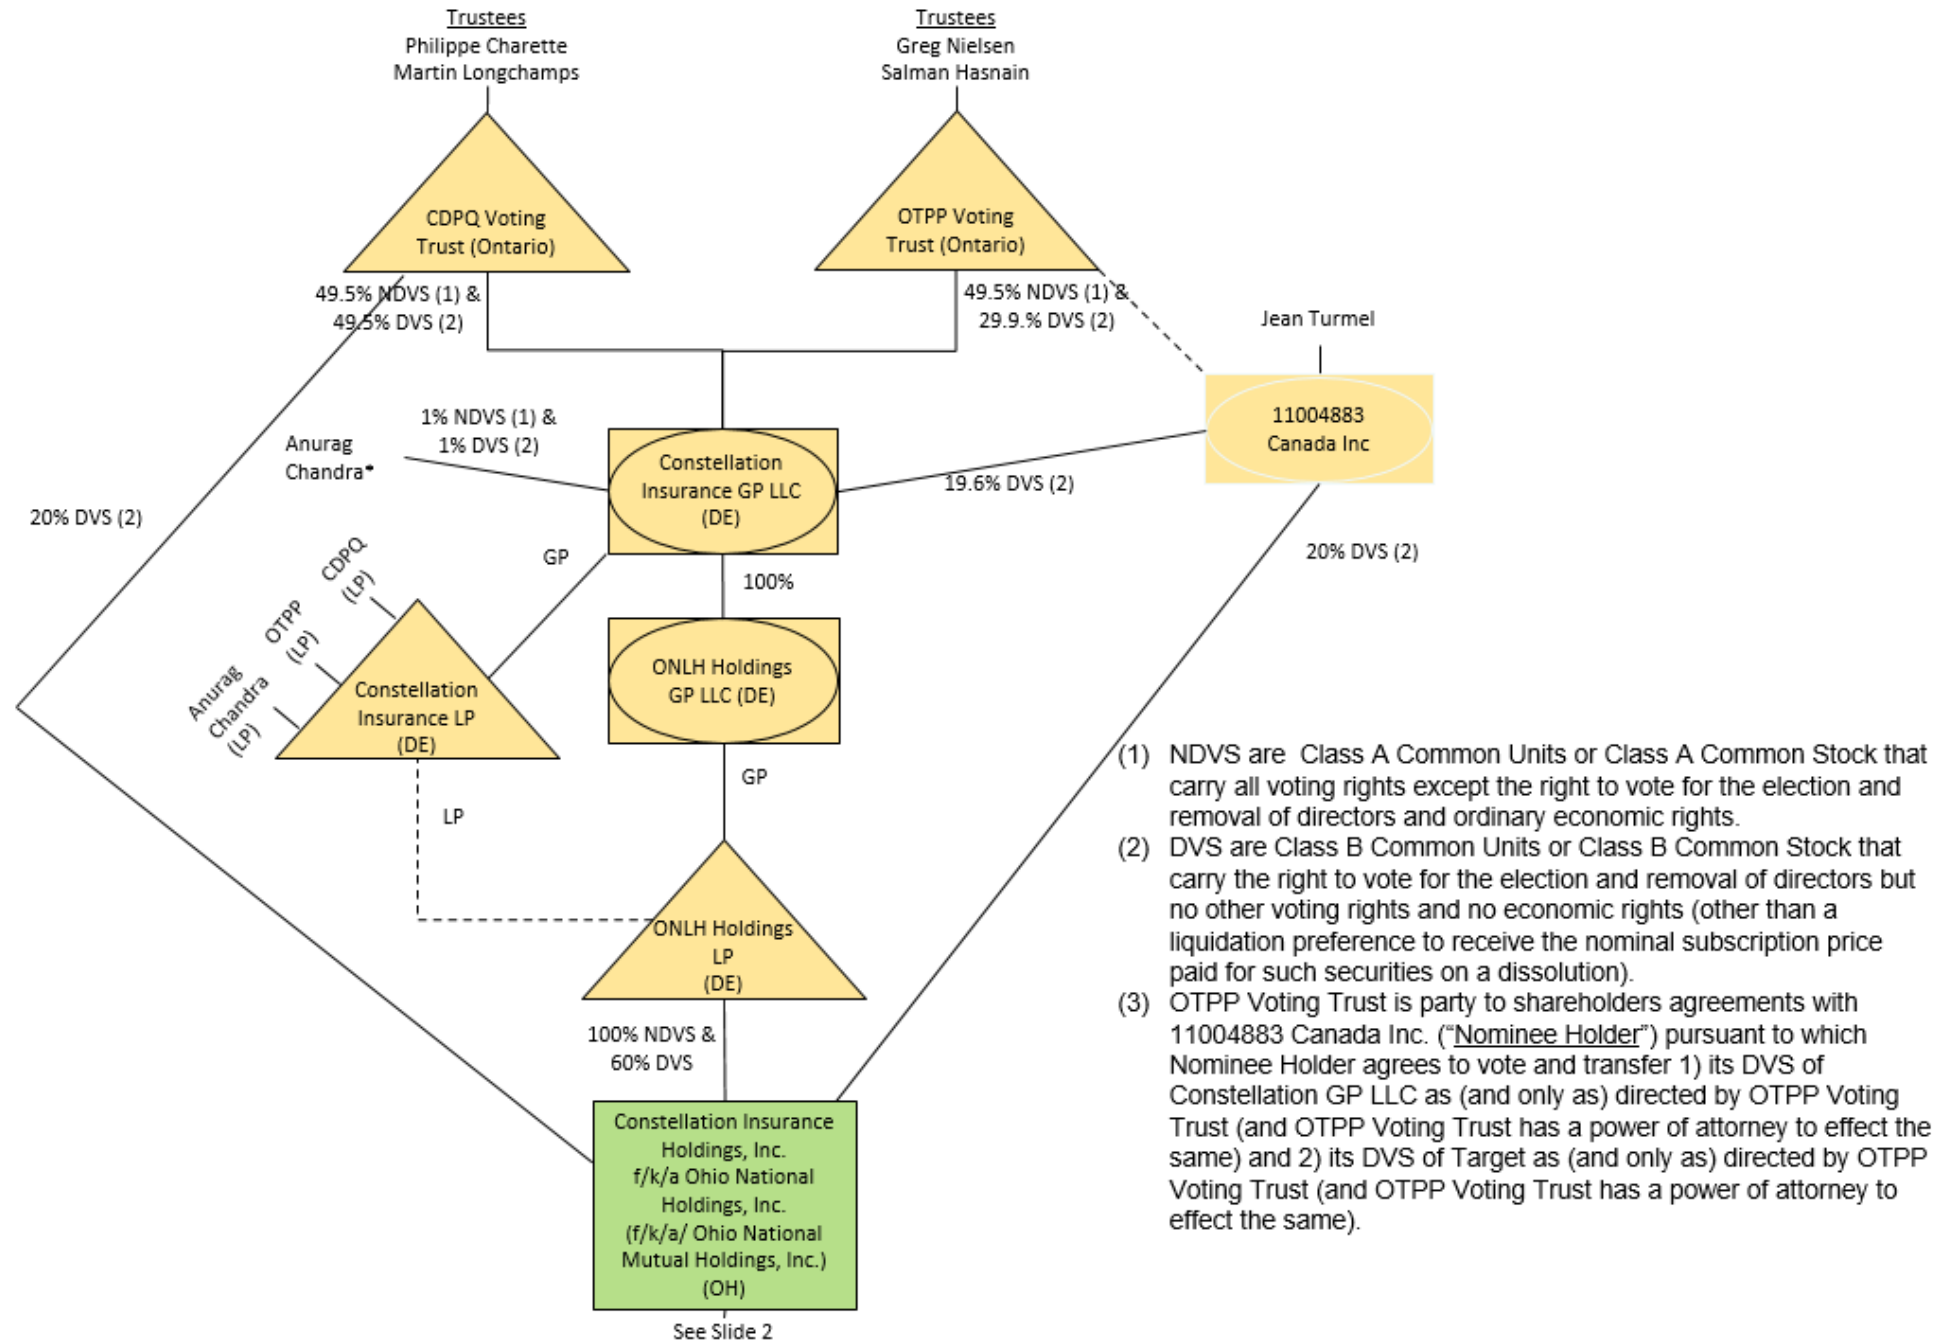 Trustees
Philippe Charette
Martin Longchamps
Trustees
Greg Nielsen
Salman Hasnain
CDPQ Voting
Trust (Ontario)
OTPP Voting
Trust (Ontario)
49.5% NDVS (1) &
49.5% DVS (2)
49.5% NDVS (1) &
29.9.% DVS (2)
Jean Turmel
11004883
Canada Inc
1% NDVS (1) &
1% DVS (2)
Anurag
Chandra*
Constellation
Insurance GP LLC
(DE)
19.6% DVS (2)
20% DVS (2)
20% DVS (2)
GP
100%
CDPQ
(LP)
OTPP
(LP)
Anurag
Chandra
(LP)
Constellation
Insurance LP
(DE)
ONLH Holdings
GP LLC (DE)
GP
LP
ONLH Holdings
LP
(DE)
100% NDVS &
60% DVS
Constellation Insurance
Holdings, Inc.
f/k/a Ohio National
Holdings, Inc.
(f/k/a/ Ohio National
Mutual Holdings, Inc.)
(OH)
See Slide 2
(1) NDVS are Class A Common Units or Class A Common Stock that
carry all voting rights except the right to vote for the election and
removal of directors and ordinary economic rights.
(2) DVS are Class B Common Units or Class B Common Stock that
carry the right to vote for the election and removal of directors but
no other voting rights and no economic rights (other than a
liquidation preference to receive the nominal subscription price
paid for such securities on a dissolution).
(3) OTPP Voting Trust is party to shareholders agreements with
11004883 Canada Inc. (“Nominee Holder”) pursuant to which
Nominee Holder agrees to vote and transfer 1) its DVS of
Constellation GP LLC as (and only as) directed by OTPP Voting
Trust (and OTPP Voting Trust has a power of attorney to effect the
same) and 2) its DVS of Target as (and only as) directed by OTPP
Voting Trust (and OTPP Voting Trust has a power of attorney to
effect the same).